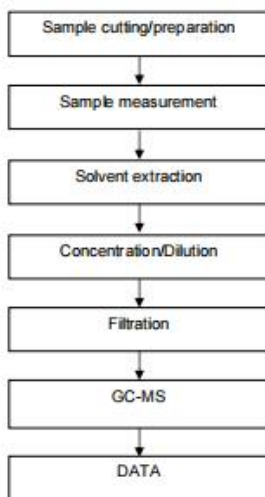 Sample cutting/preparation
Sample measurement
Solvent extraction
Concentration/Dilution
Filtration
GC-MS
DATA